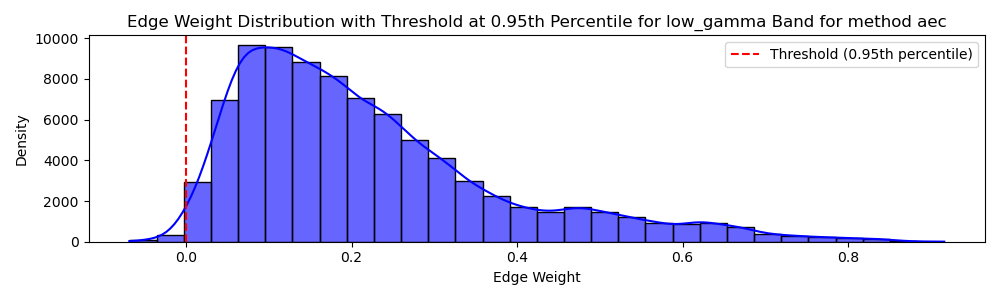 Edge Weight Distribution with Threshold at 0.95th Percentile for low_gamma Band for method aec
Threshold (0.95th percentile)
Density
10000
8000
6000
4000
2000
0
0.0 0.2 0.4 0.6 0.8
Edge Weight